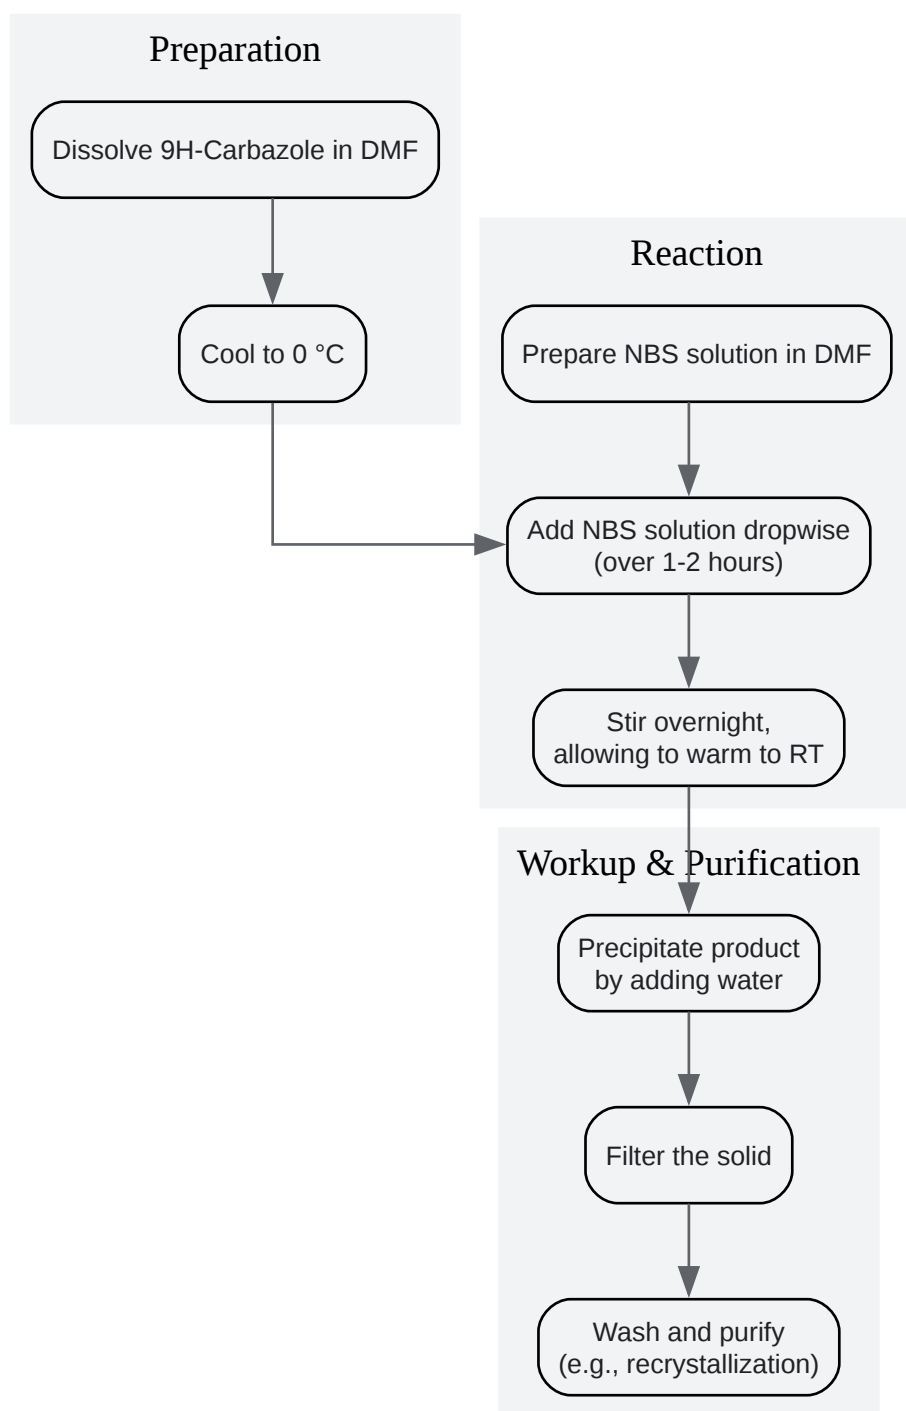 Preparation
Dissolve 9H-Carbazole in DMF
Cool to 0 °C
Reaction
Prepare NBS solution in DMF
Add NBS solution dropwise
(over 1-2 hours)
Stir overnight,
allowing to warm to RT
Workup & Purification
Precipitate product
by adding water
Filter the solid
Wash and purify
(e.g., recrystallization)